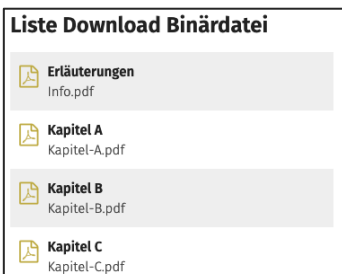 Liste Download Binärdatei
Erläuterungen
Info.pdf
Kapitel A
Kapitel-A.pdf
Kapitel B
Kapitel-B.pdf
Kapitel C
Kapitel-C.pdf